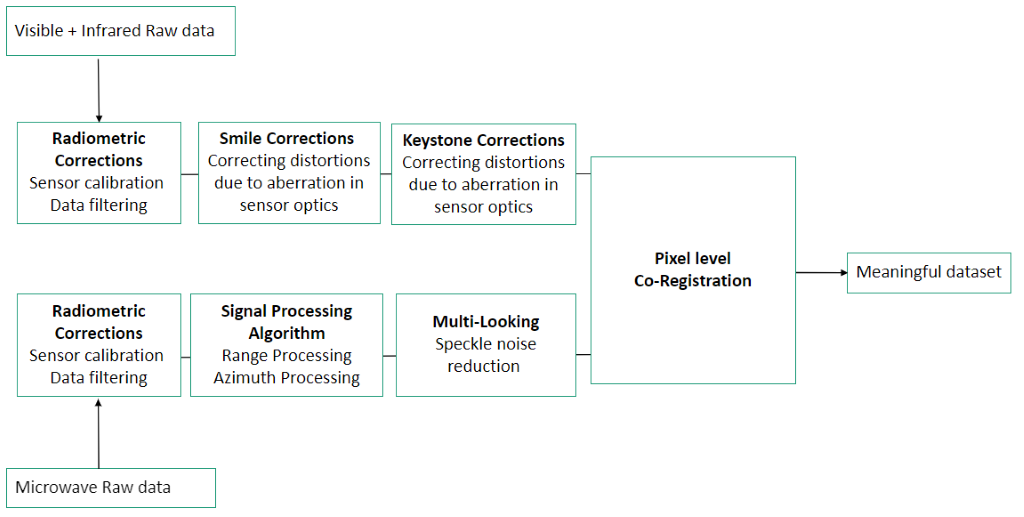 Visible + Infrared Raw data
Radiometric
Corrections
Sensor calibration
Data filtering
Smile Corrections
Correcting distortions
due to aberration in
sensor optics
Keystone Corrections
Correcting distortions
due to aberration in
sensor optics
Pixel level
Co-Registration
Meaningful dataset
Radiometric
Corrections
Sensor calibration
Data filtering
Signal Processing
Algorithm
Range Processing
Azimuth Processing
Multi-Looking
Speckle noise
reduction
Microwave Raw data